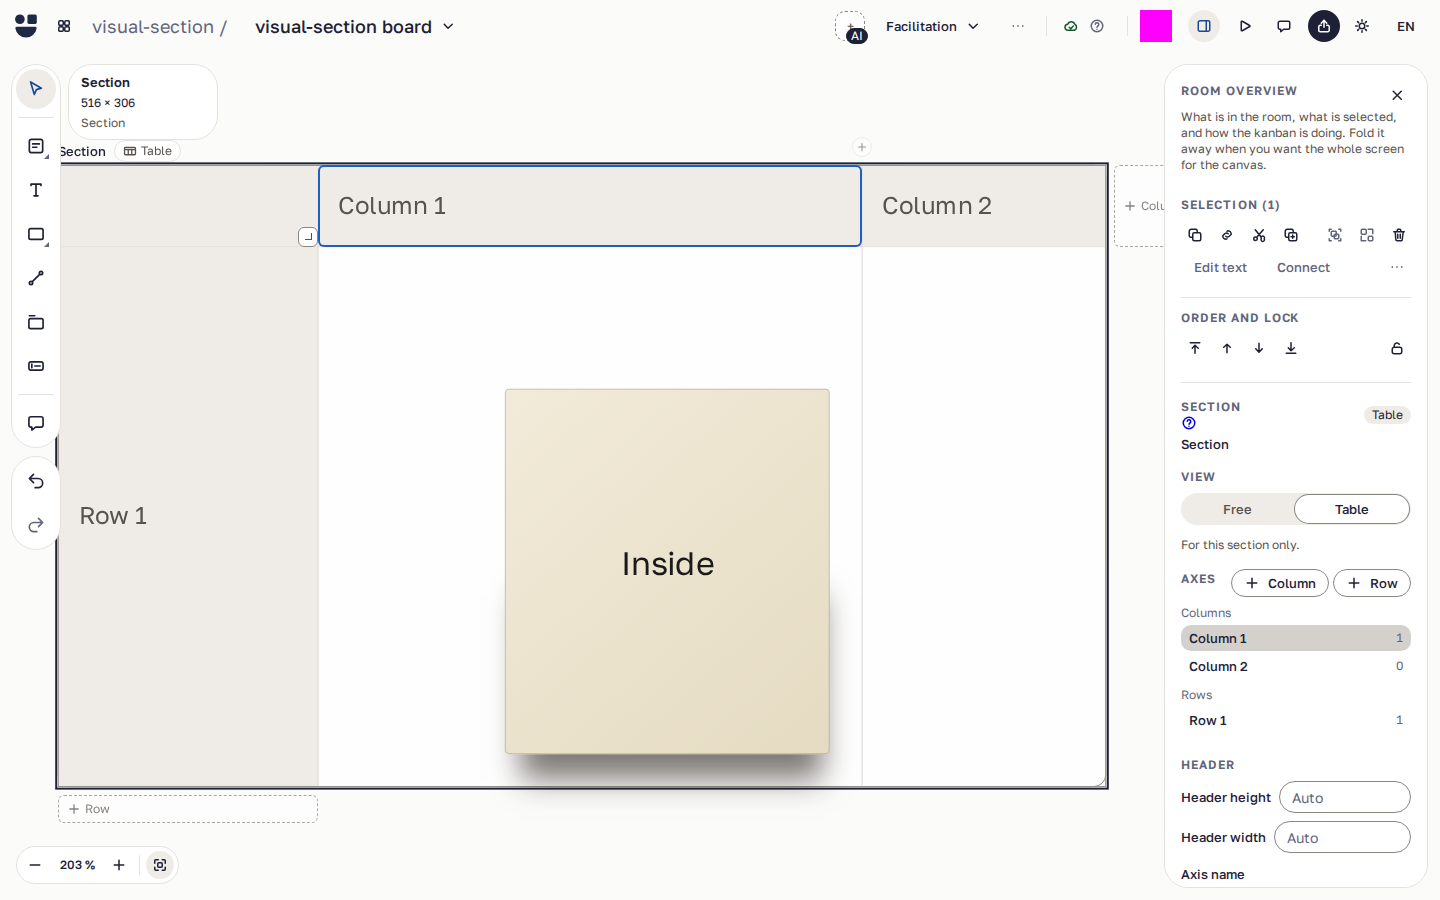 visual-section /
visual-section board
AI
Facilitation
EN
Section
516 × 306
Section
Section
Table
Column 1
Column 2
Row 1
Inside
+ Row
203 %
ROOM OVERVIEW
What is in the room, what is selected,
and how the kanban is doing. Fold it
away when you want the whole screen
for the canvas.
SELECTION (1)
Edit text
Connect
ORDER AND LOCK
SECTION
Table
Section
VIEW
Free
Table
For this section only.
AXES
+ Column
+ Row
Columns
Column 1
1
Column 2
0
Rows
Row 1
1
HEADER
Header height
Auto
Header width
Auto
Axis name